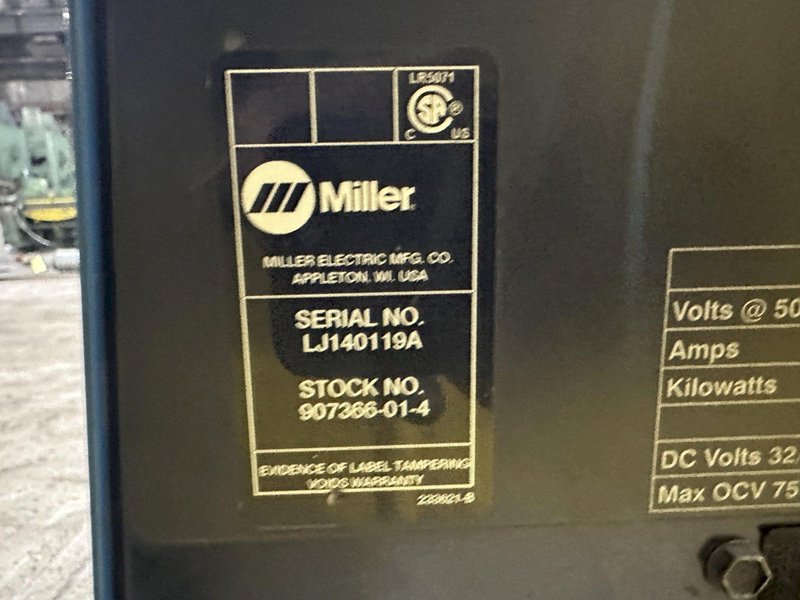 LR5071
SA®
C US
Miller
MILLER ELECTRIC MFG. CO.
APPLETON, WI. USA
SERIAL NO.
LJ140119A
STOCK NO.
907366-01-4
EVIDENCE OF LABEL TAMPERING
VOIDS WARRANTY
233621-B
Volts @ 50
Amps
Kilowatts
DC Volts 32
Max OCV 75